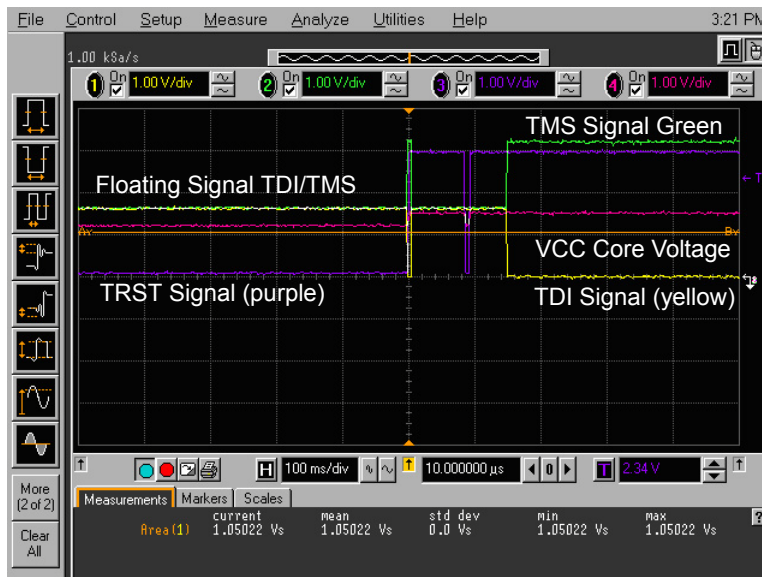 File Control Setup Measure Analyze Utilities Help 3:21 PM
1.00 kSa/s
1 On 1.00 V/div 2 On 1.00 V/div 3 On 1.00 V/div 4 On 1.00 V/div
TMS Signal Green
Floating Signal TDI/TMS
VCC Core Voltage
TRST Signal (purple)
TDI Signal (yellow)
H 100 ms/div 10.000000 µs 0 T 2.34 V
More
(2 of 2)
Clear
All
Measurements Markers Scales
current mean std dev min max
Area(1) 1.05022 Vs 1.05022 Vs 0.0 Vs 1.05022 Vs 1.05022 Vs